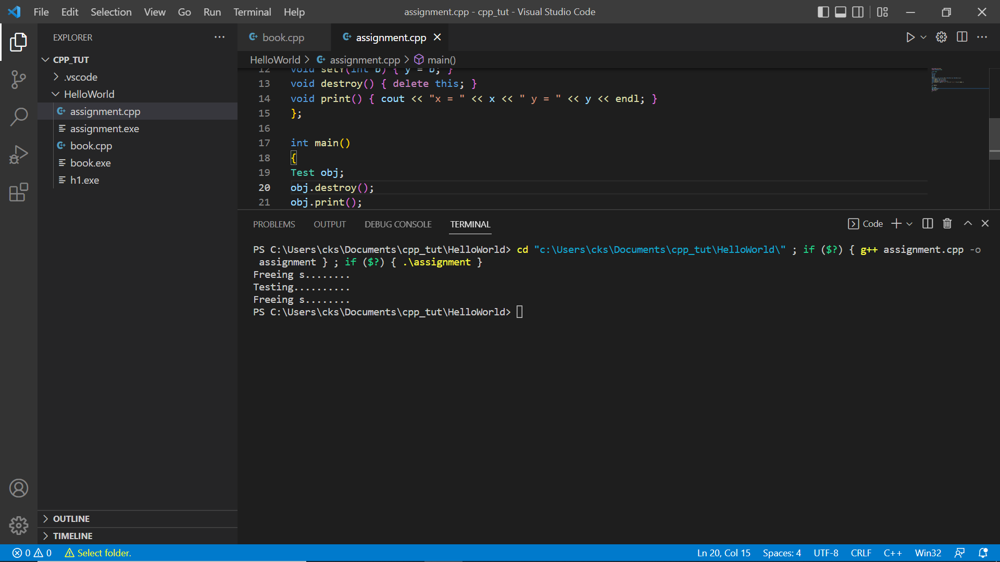 File Edit Selection View Go Run Terminal Help
assignment.cpp - cpp_tut - Visual Studio Code
EXPLORER
CPP_TUT
.vscode
HelloWorld
assignment.cpp
assignment.exe
book.cpp
book.exe
h1.exe
OUTLINE
TIMELINE
book.cpp assignment.cpp
HelloWorld > assignment.cpp > main()
12 void setY(int b) { y = b; }
13 void destroy() { delete this; }
14 void print() { cout << "x = " << x << " y = " << y << endl; }
15 };
16
17 int main()
18 {
19 Test obj;
20 obj.destroy();
21 obj.print();
PROBLEMS OUTPUT DEBUG CONSOLE TERMINAL
Code
PS C:\Users\cks\Documents\cpp_tut\HelloWorld> cd "c:\Users\cks\Documents\cpp_tut\HelloWorld\" ; if ($?) { g++ assignment.cpp -o
assignment } ; if ($?) { .\assignment }
Freeing s........
Testing..........
Freeing s........
PS C:\Users\cks\Documents\cpp_tut\HelloWorld>
0 0 Select folder.
Ln 20, Col 15 Spaces: 4 UTF-8 CRLF C++ Win32